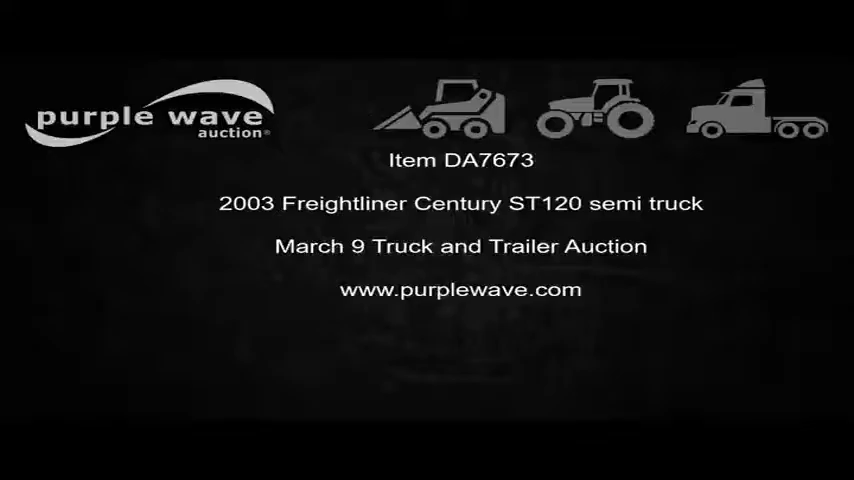 purple wave
auction®
Item DA7673
2003 Freightliner Century ST120 semi truck
March 9 Truck and Trailer Auction
www.purplewave.com